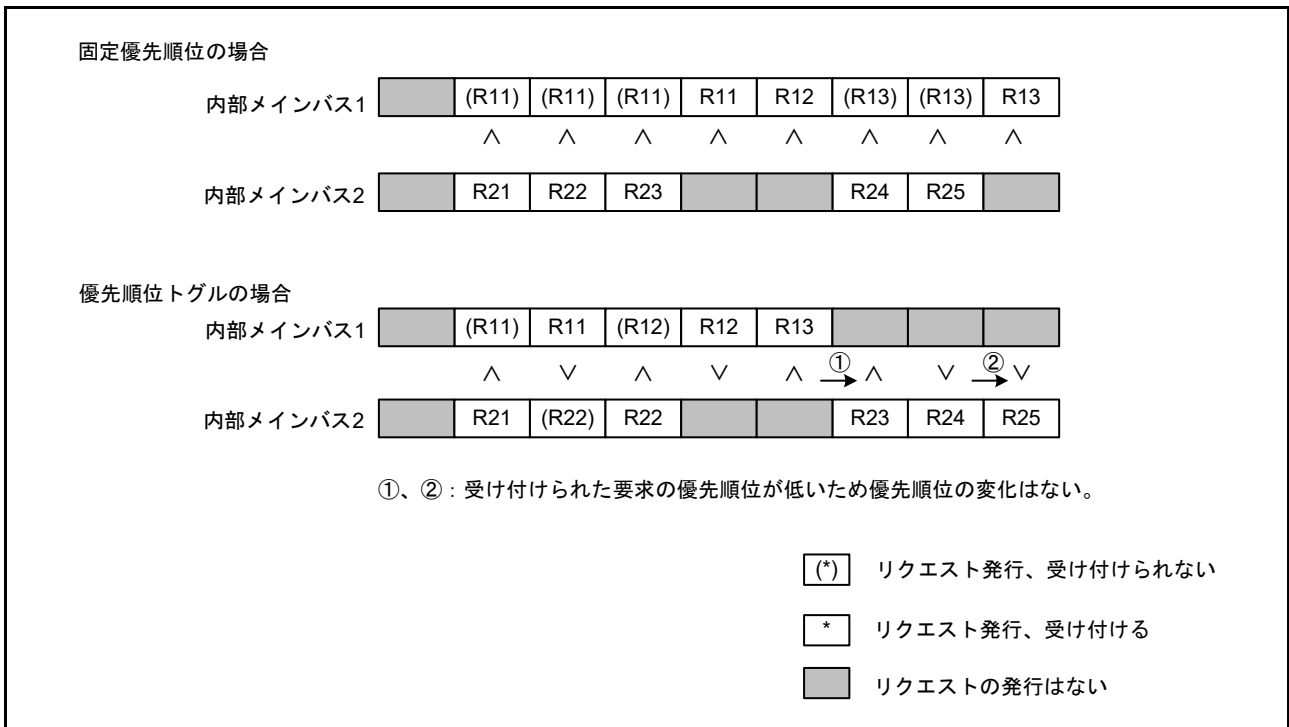 固定優先順位の場合
内部メインバス1 (R11) (R11) (R11) R11 R12 (R13) (R13) R13
∧ ∧ ∧ ∧ ∧ ∧ ∧ ∧
内部メインバス2 R21 R22 R23 R24 R25
優先順位トグルの場合
内部メインバス1 (R11) R11 (R12) R12 R13
∧ ∨ ∧ ∨ ∧ ① ∧ ∨ ② ∨
内部メインバス2 R21 (R22) R22 R23 R24 R25
①、②：受け付けられた要求の優先順位が低いため優先順位の変化はない。
(*) リクエスト発行、受け付けられない
* リクエスト発行、受け付ける
リクエストの発行はない